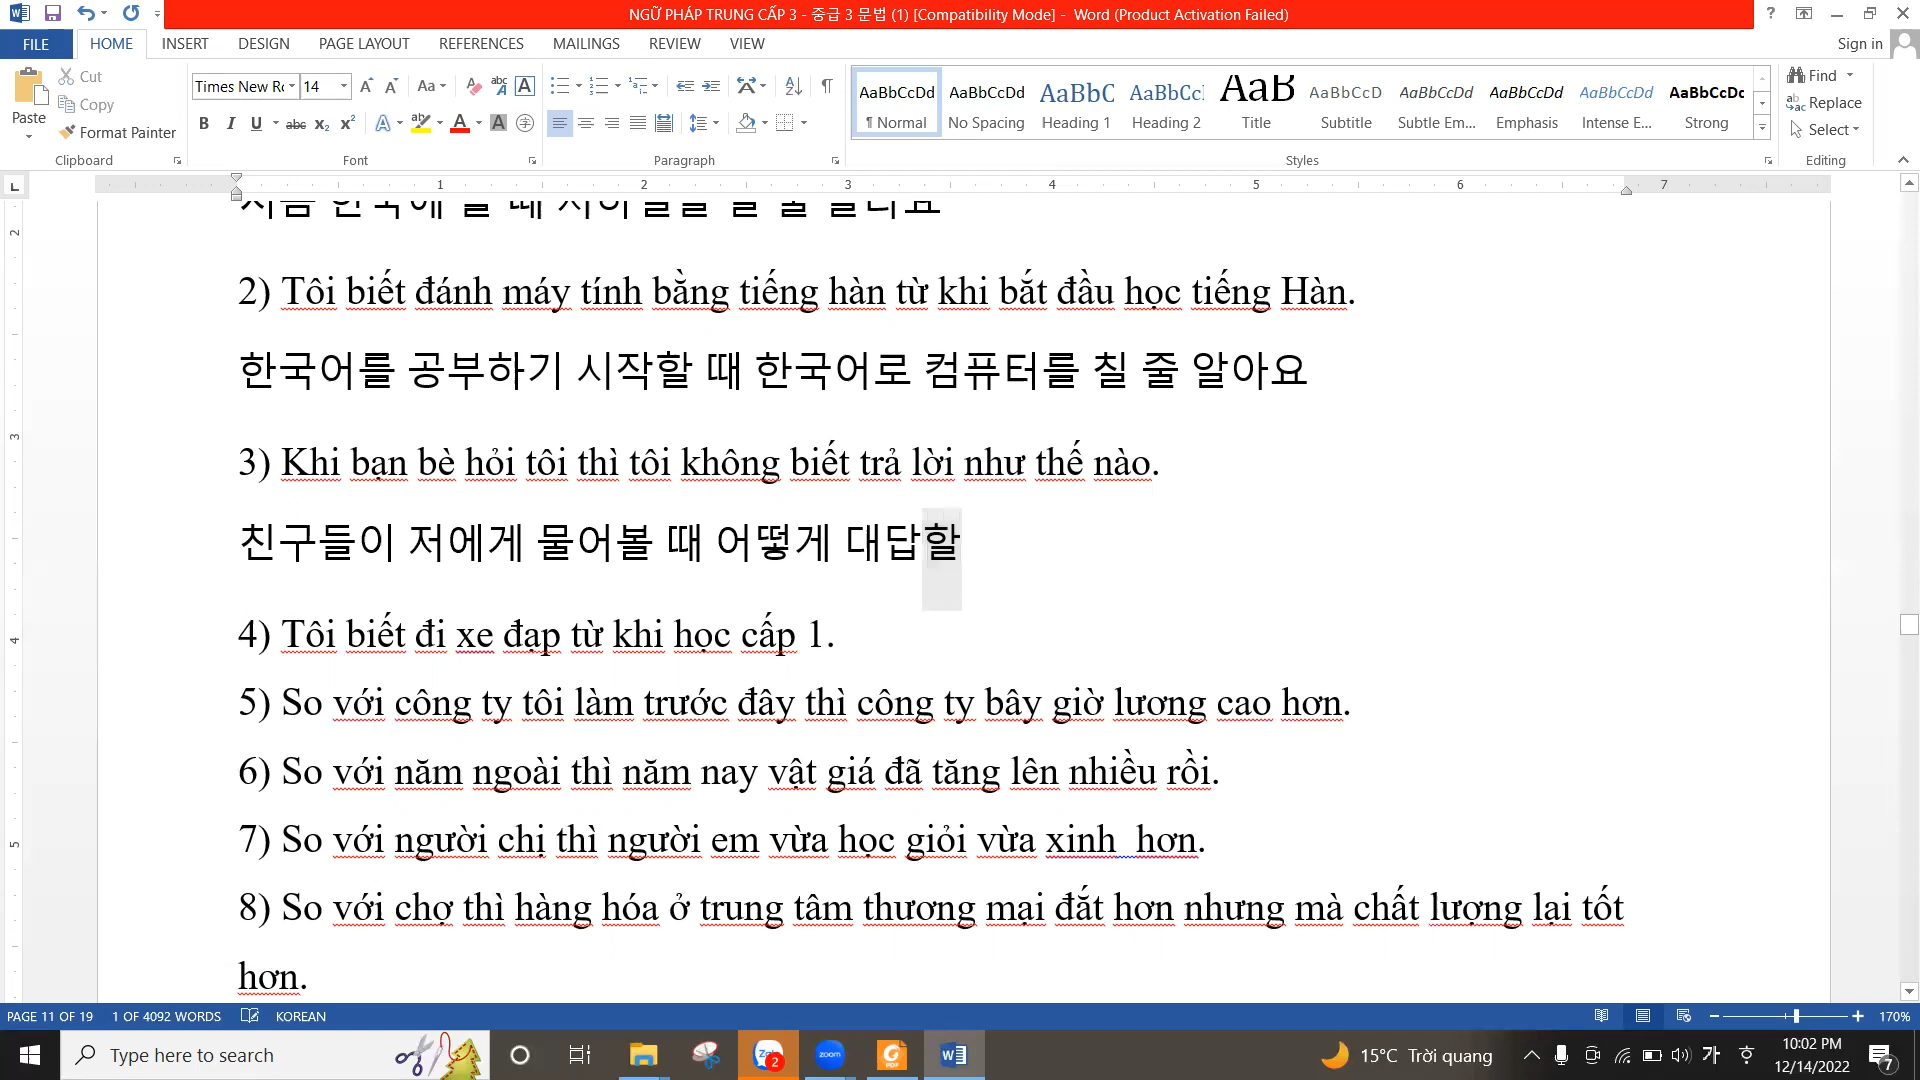 NGỮ PHÁP TRUNG CẤP 3 - 중급 3 문법 (1) [Compatibility Mode] - Word (Product Activation Failed)
FILE HOME INSERT DESIGN PAGE LAYOUT REFERENCES MAILINGS REVIEW VIEW Sign in
Paste
Cut
Copy
Format Painter
Clipboard
Times New Ro 14
Font
Paragraph
AaBbCcDd AaBbCcDd AaBbC AaBbCc AaB AaBbCcD AaBbCcDd AaBbCcDd AaBbCcDd AaBbCcDc
¶ Normal No Spacing Heading 1 Heading 2 Title Subtitle Subtle Em... Emphasis Intense E... Strong
Styles
Find
Replace
Select
Editing
1 2 3 4 5 6 7
2) Tôi biết đánh máy tính bằng tiếng hàn từ khi bắt đầu học tiếng Hàn.
한국어를 공부하기 시작할 때 한국어로 컴퓨터를 칠 줄 알아요
3) Khi bạn bè hỏi tôi thì tôi không biết trả lời như thế nào.
친구들이 저에게 물어볼 때 어떻게 대답할
4) Tôi biết đi xe đạp từ khi học cấp 1.
5) So với công ty tôi làm trước đây thì công ty bây giờ lương cao hơn.
6) So với năm ngoài thì năm nay vật giá đã tăng lên nhiều rồi.
7) So với người chị thì người em vừa học giỏi vừa xinh  hơn.
8) So với chợ thì hàng hóa ở trung tâm thương mại đắt hơn nhưng mà chất lượng lại tốt
hơn.
PAGE 11 OF 19 1 OF 4092 WORDS KOREAN 170%
Type here to search
15°C Trời quang
가
10:02 PM
12/14/2022